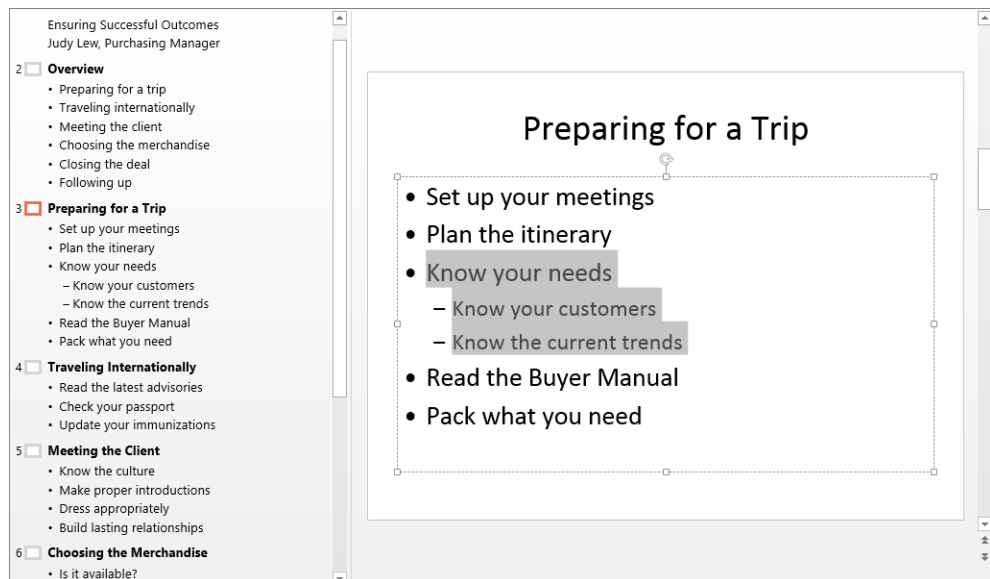 Ensuring Successful Outcomes
Judy Lew, Purchasing Manager
2 Overview
• Preparing for a trip
• Traveling internationally
• Meeting the client
• Choosing the merchandise
• Closing the deal
• Following up
3 Preparing for a Trip
• Set up your meetings
• Plan the itinerary
• Know your needs
– Know your customers
– Know the current trends
• Read the Buyer Manual
• Pack what you need
4 Traveling Internationally
• Read the latest advisories
• Check your passport
• Update your immunizations
5 Meeting the Client
• Know the culture
• Make proper introductions
• Dress appropriately
• Build lasting relationships
6 Choosing the Merchandise
• Is it available?
Preparing for a Trip
• Set up your meetings
• Plan the itinerary
• Know your needs
– Know your customers
– Know the current trends
• Read the Buyer Manual
• Pack what you need